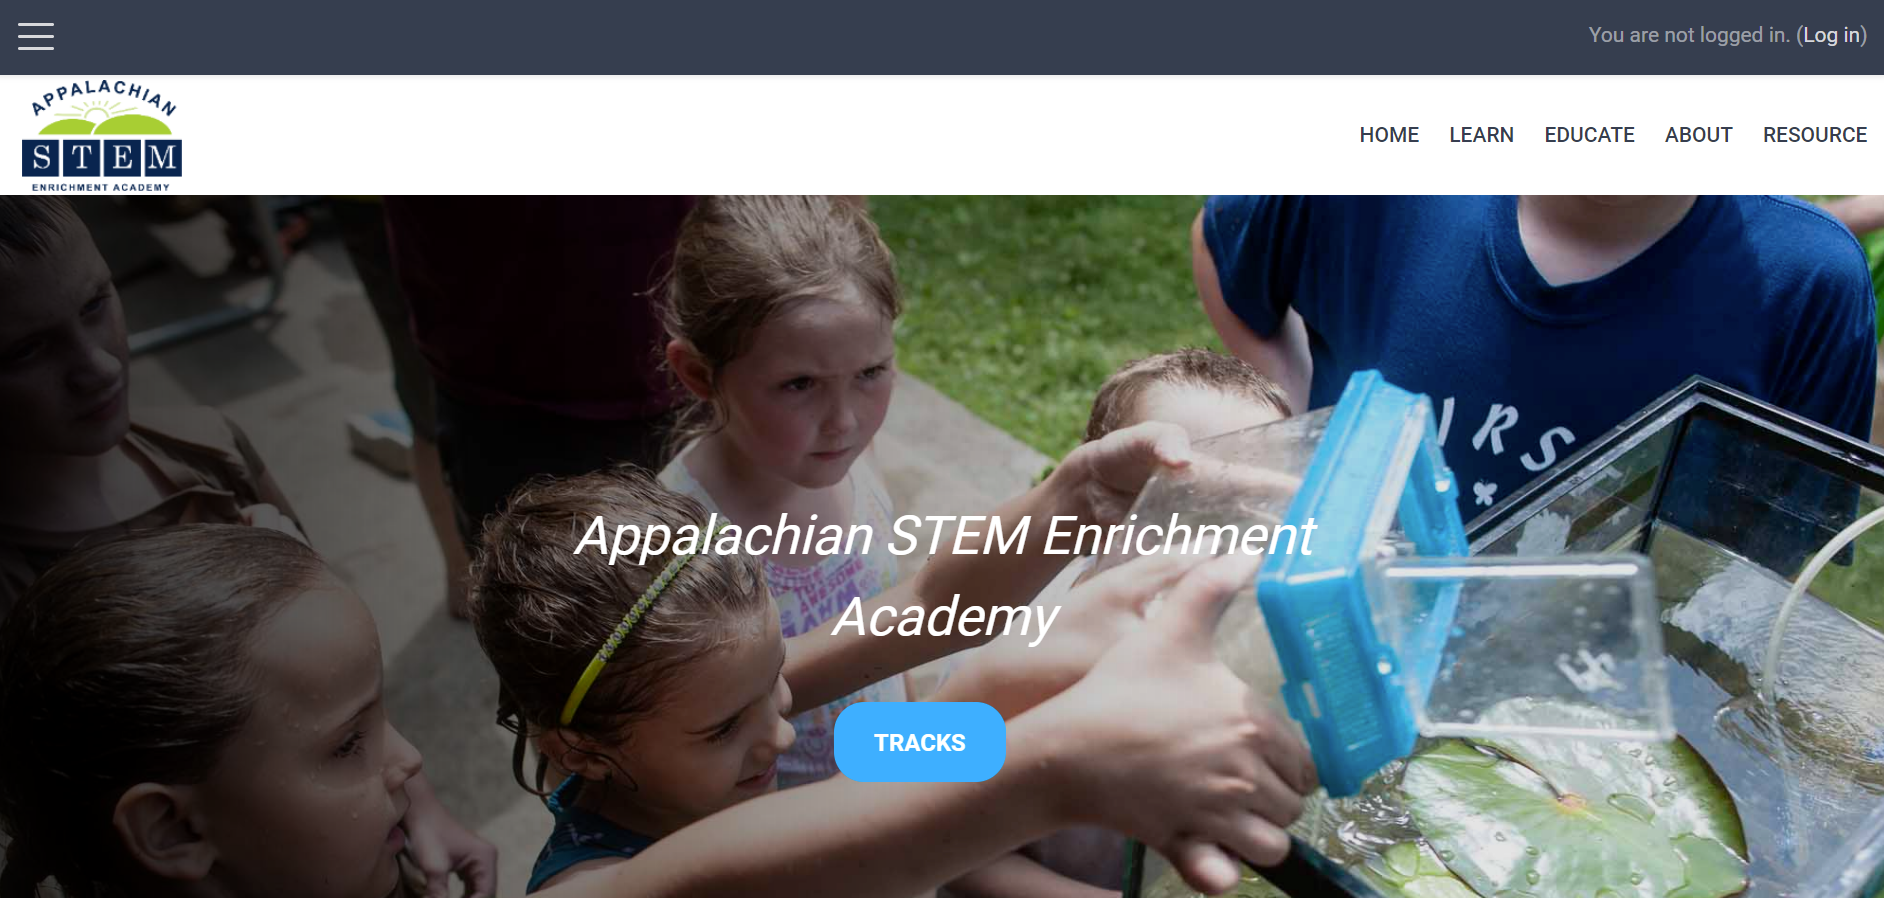 You are not logged in. (Log in)
APPALACHIAN
STEM
ENRICHMENT ACADEMY
HOME LEARN EDUCATE ABOUT RESOURCE
Appalachian STEM Enrichment
Academy
TRACKS